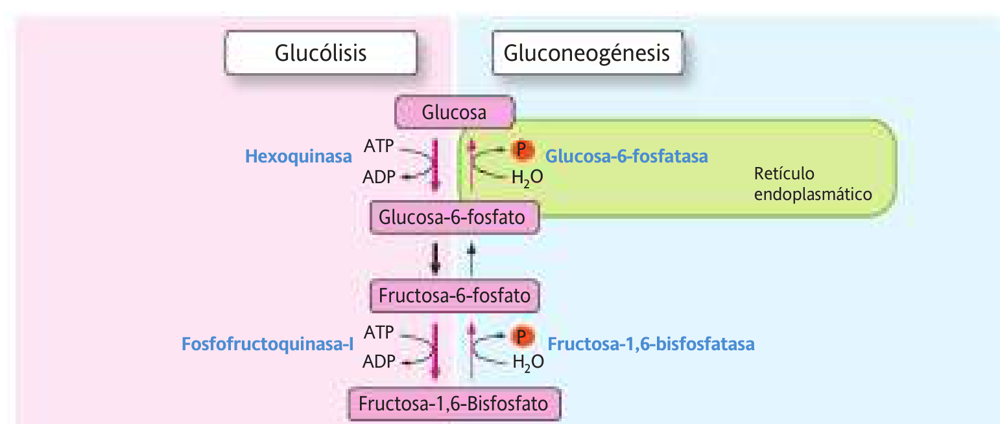 Glucólisis
Gluconeogénesis
Glucosa
Hexoquinasa
ATP
ADP
P
H₂O
Glucosa-6-fosfatasa
Retículo
endoplasmático
Glucosa-6-fosfato
Fructosa-6-fosfato
Fosfofructoquinasa-I
ATP
ADP
P
H₂O
Fructosa-1,6-bisfosfatasa
Fructosa-1,6-Bisfosfato